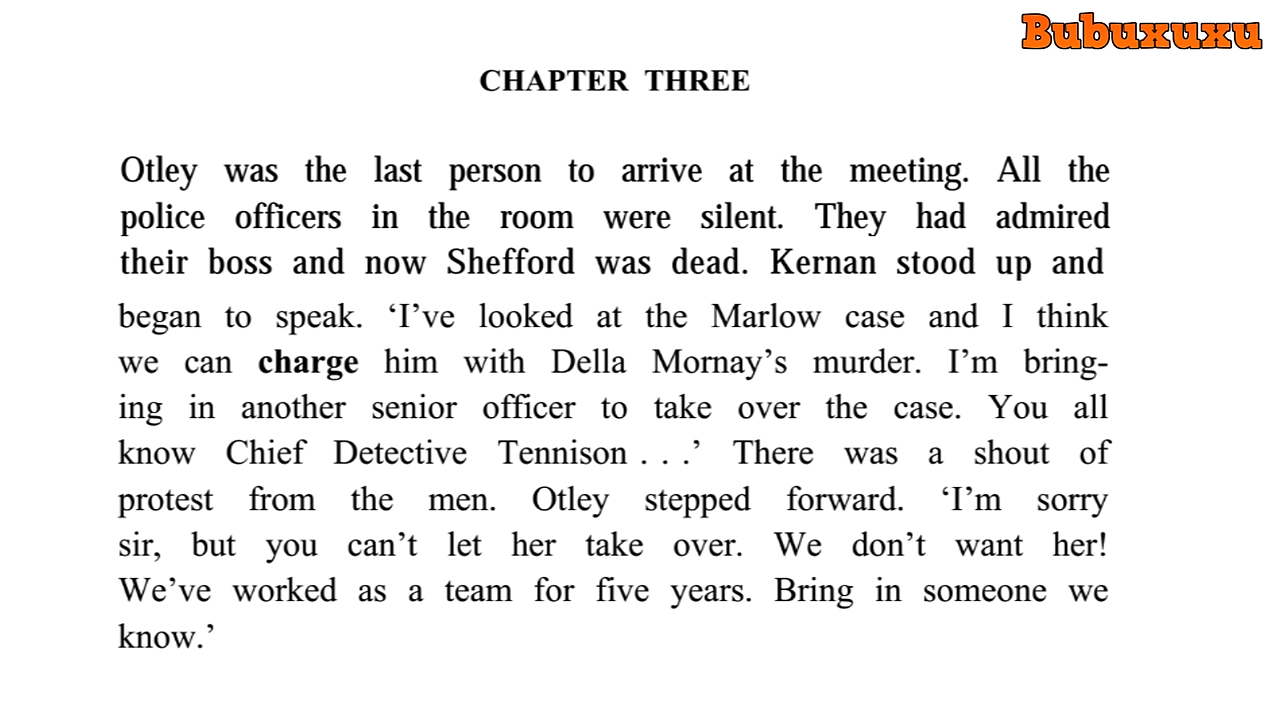 Bubuxuxu
CHAPTER THREE
Otley was the last person to arrive at the meeting. All the
police officers in the room were silent. They had admired
their boss and now Shefford was dead. Kernan stood up and
began to speak. ‘I’ve looked at the Marlow case and I think
we can charge him with Della Mornay’s murder. I’m bring-
ing in another senior officer to take over the case. You all
know Chief Detective Tennison . . .’ There was a shout of
protest from the men. Otley stepped forward. ‘I’m sorry
sir, but you can’t let her take over. We don’t want her!
We’ve worked as a team for five years. Bring in someone we
know.’